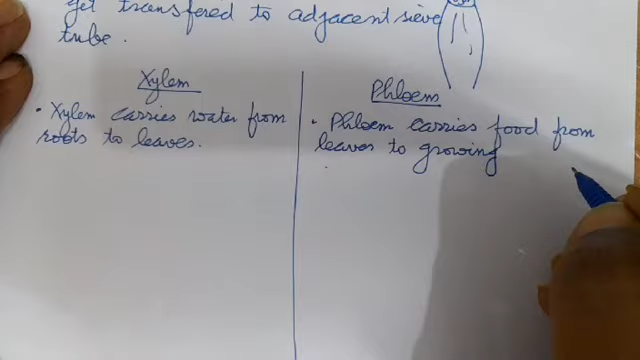 get transfered to adjacent sieve
tube.
Xylem
• Xylem carries water from
roots to leaves.
Phloem
• Phloem carries food from
leaves to growing